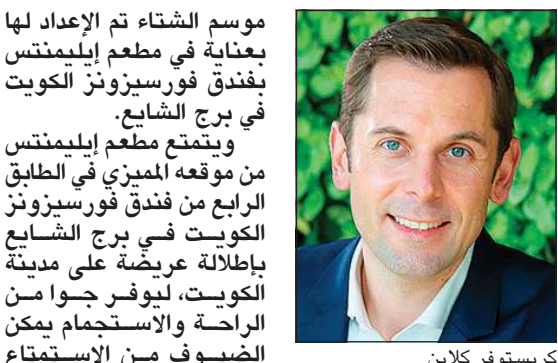 موسم الشتاء تم الإعداد لها
بعناية في مطعم إيليمنتس
بفندق فورسيزونز الكويت
في برج الشايع.
ويتمتع مطعم إيليمنتس
من موقعه المميزي في الطابق
الرابع من فندق فورسيزونز
الكويت في برج الشايع
بإطلالة عريضة على مدينة
الكويت، ليوفر جوا من
الراحة والاستجمام يمكن
الضيوف من الاستمتاع
كريستوفر كلاين